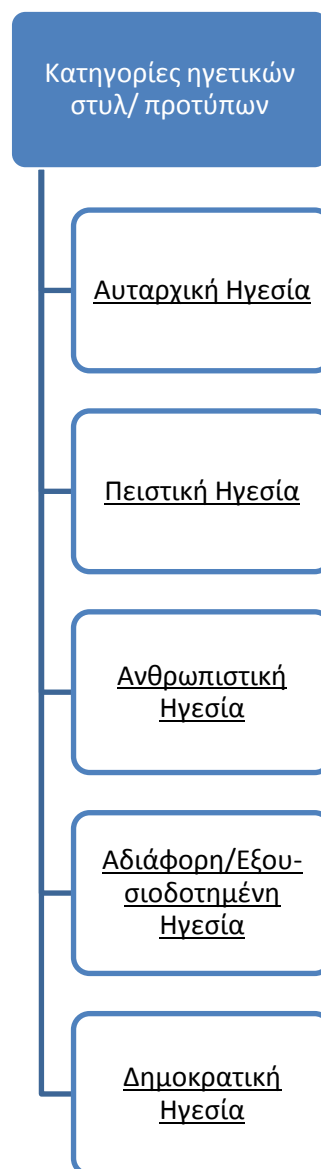 Κατηγορίες ηγετικών
στυλ/ προτύπων
Αυταρχική Ηγεσία
Πειστική Ηγεσία
Ανθρωπιστική
Ηγεσία
Αδιάφορη/Εξου-
σιοδοτημένη
Ηγεσία
Δημοκρατική
Ηγεσία